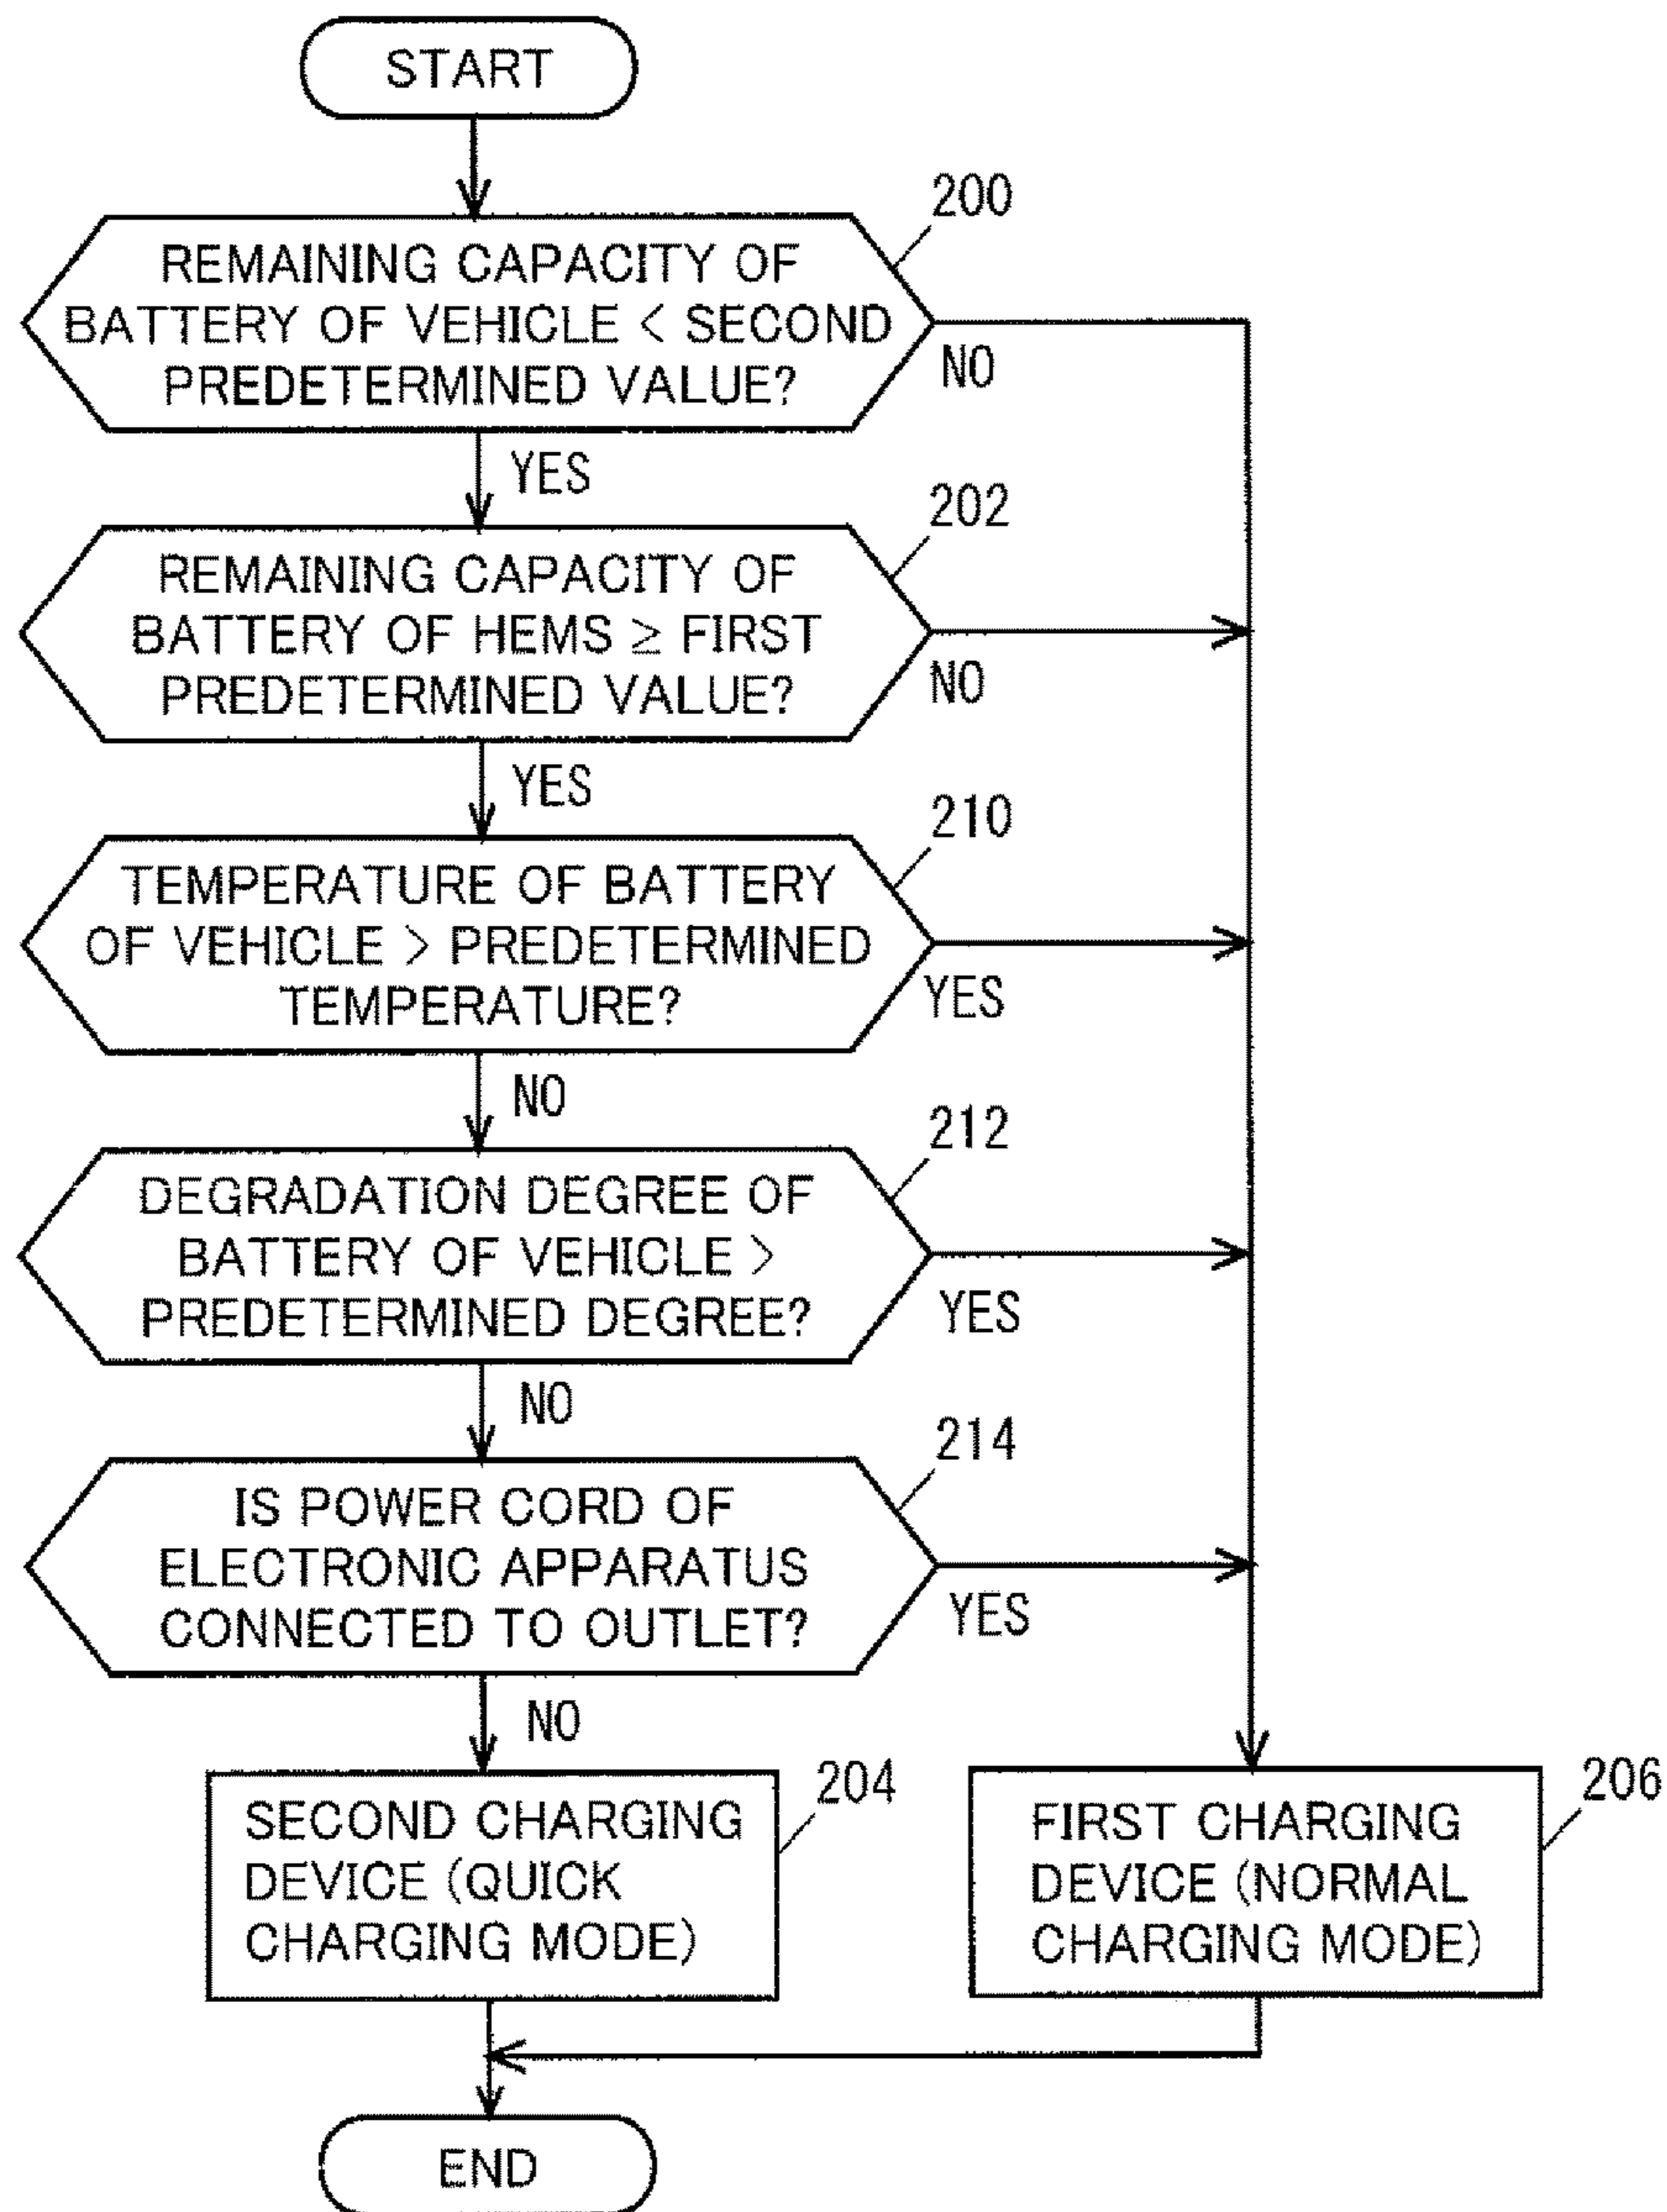 START
200
REMAINING CAPACITY OF
BATTERY OF VEHICLE < SECOND
PREDETERMINED VALUE?
NO
YES
202
REMAINING CAPACITY OF
BATTERY OF HEMS ≥ FIRST
PREDETERMINED VALUE?
NO
YES
210
TEMPERATURE OF BATTERY
OF VEHICLE > PREDETERMINED
TEMPERATURE?
YES
NO
212
DEGRADATION DEGREE OF
BATTERY OF VEHICLE >
PREDETERMINED DEGREE?
YES
NO
214
IS POWER CORD OF
ELECTRONIC APPARATUS
CONNECTED TO OUTLET?
YES
NO
204
SECOND CHARGING
DEVICE (QUICK
CHARGING MODE)
206
FIRST CHARGING
DEVICE (NORMAL
CHARGING MODE)
END